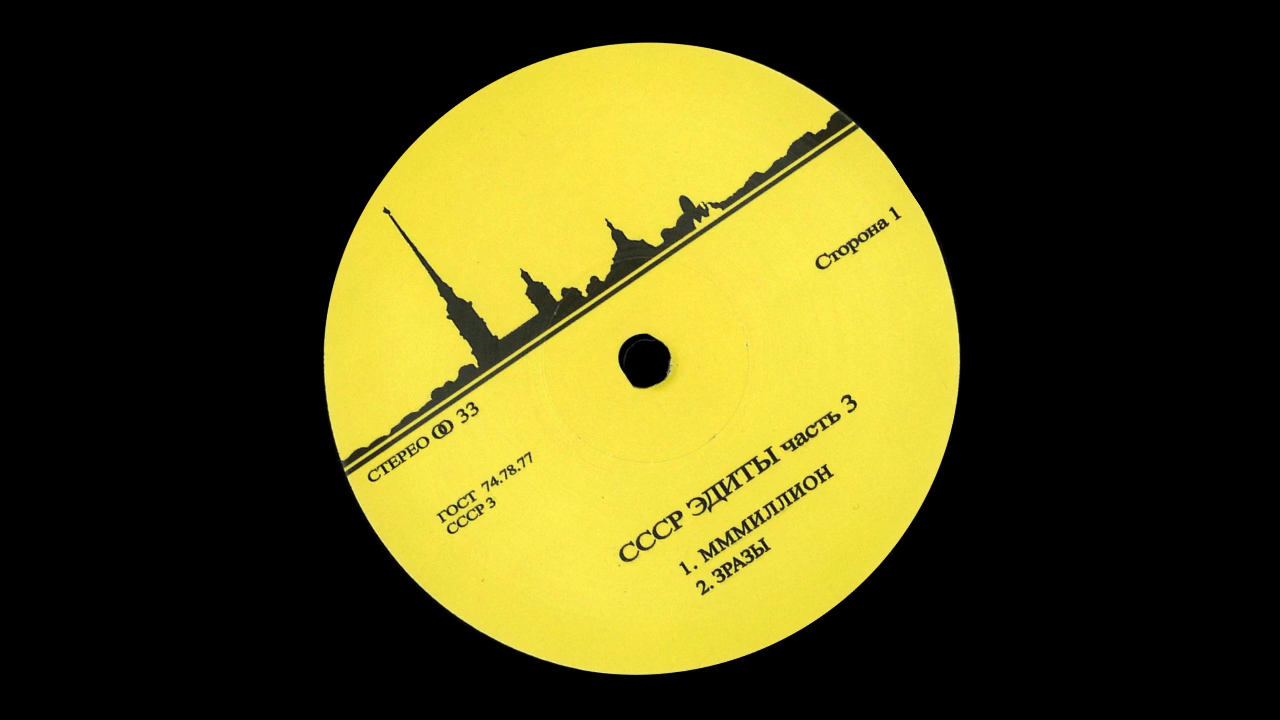 Сторона 1
СТЕРЕО Ꝏ 33
ГОСТ 74.78.77
СССР 3
СССР ЭДИТЫ часть 3
1. МММИЛЛИОН
2. ЗРАЗЫ